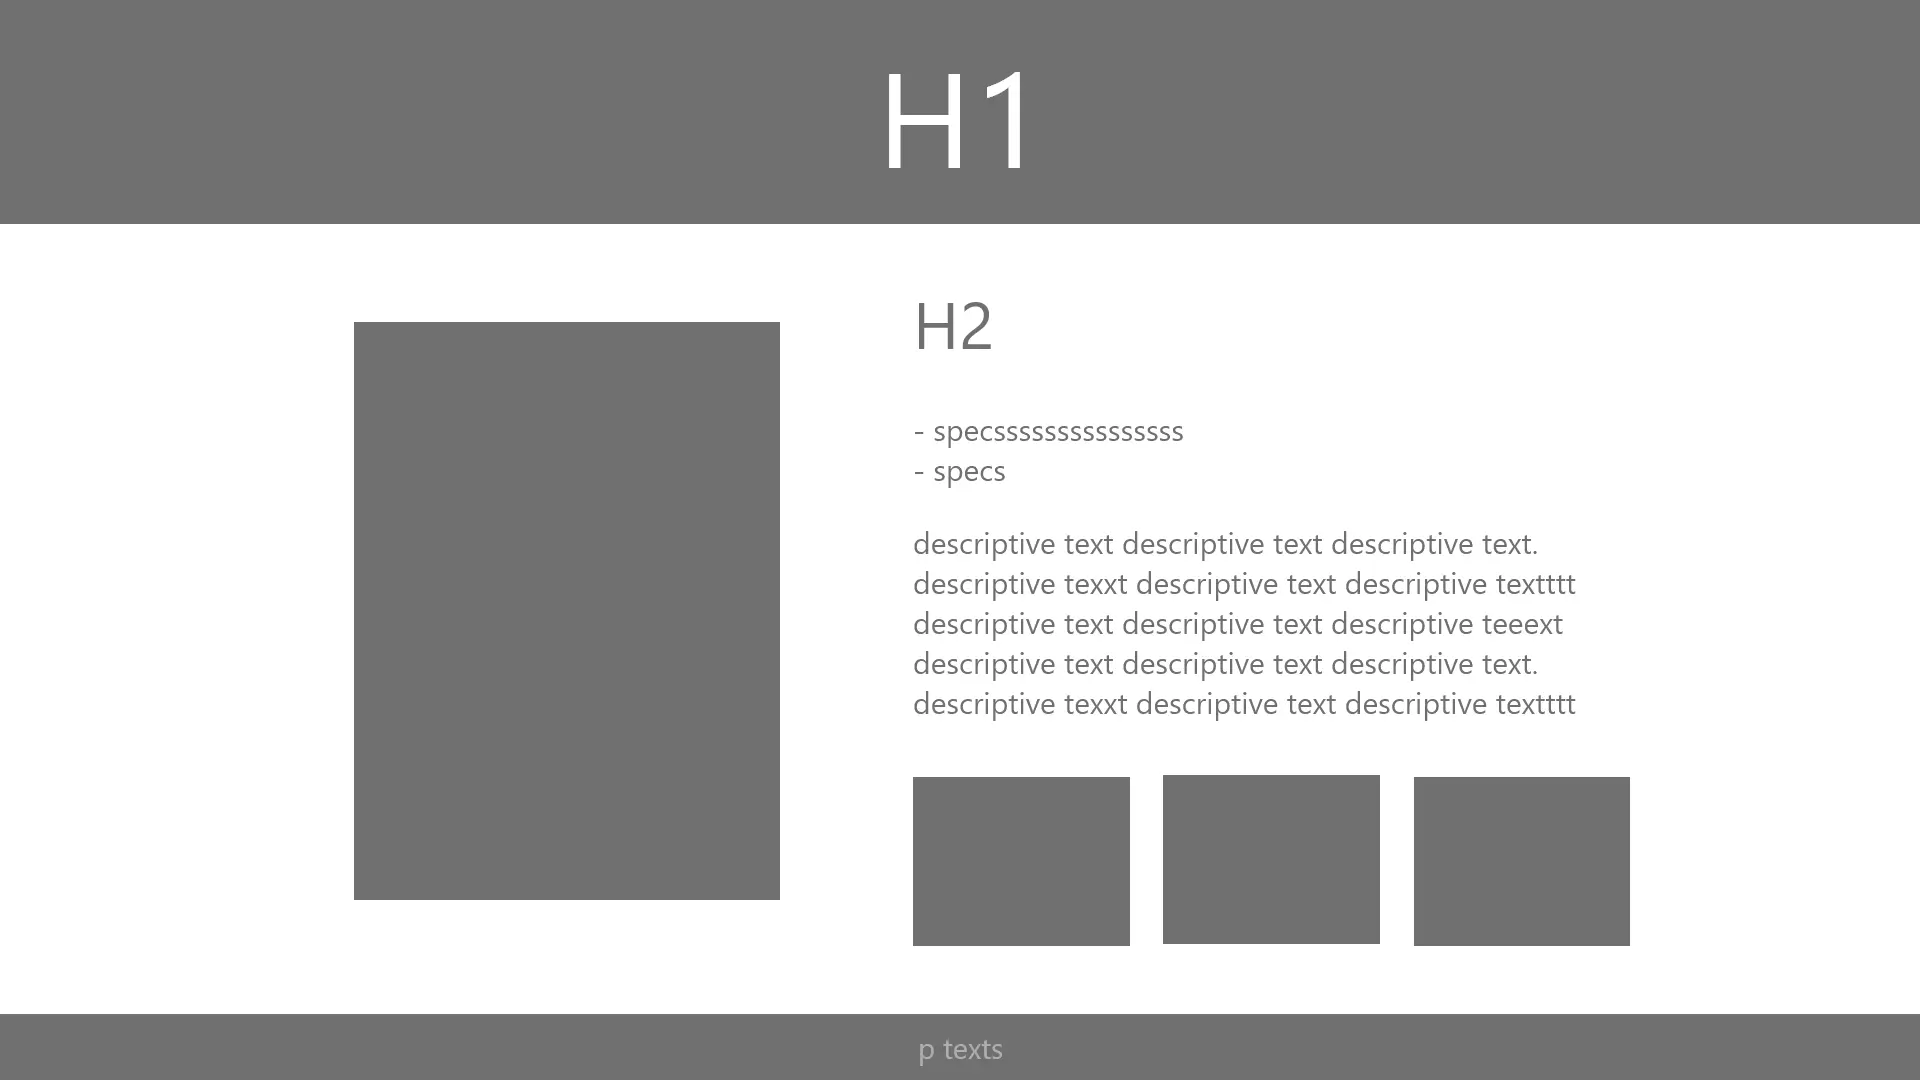 H1
H2
- specsssssssssssssss
- specs
descriptive text descriptive text descriptive text.
descriptive texxt descriptive text descriptive textttt
descriptive text descriptive text descriptive teeext
descriptive text descriptive text descriptive text.
descriptive texxt descriptive text descriptive textttt
p texts